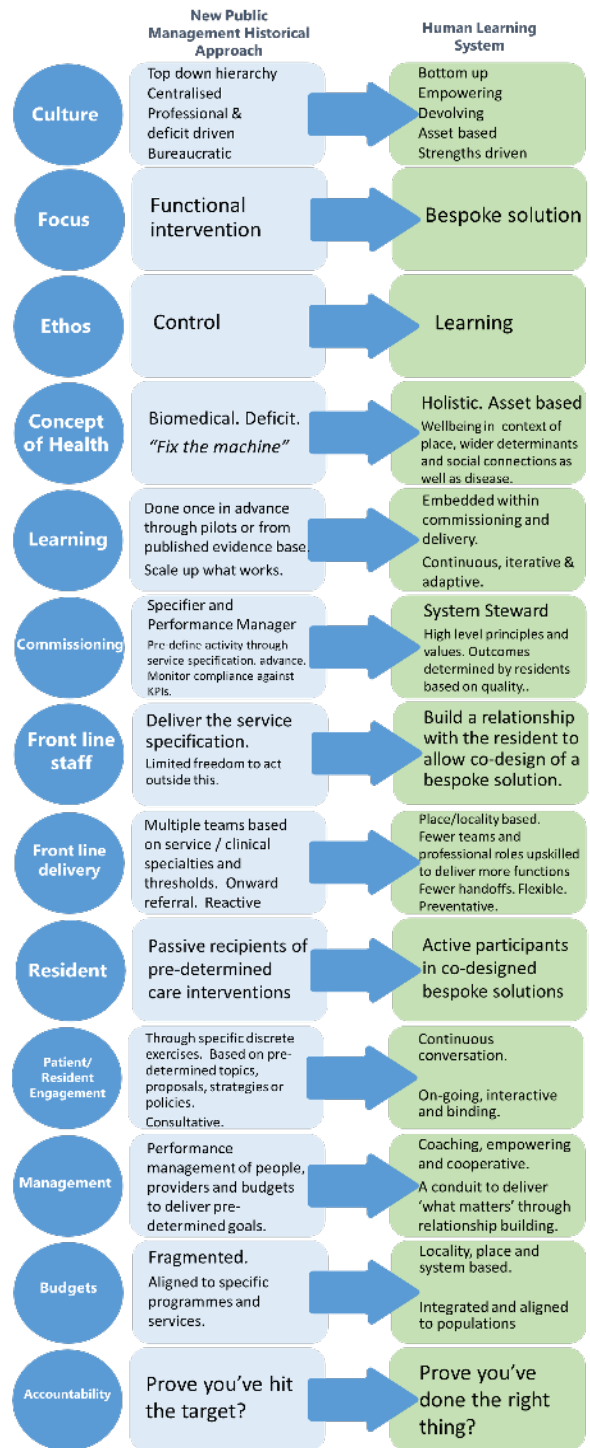 New Public
Management Historical
Approach
Human Learning
System
Culture
Top down hierarchy
Centralised
Professional &
deficit driven
Bureaucratic
Bottom up
Empowering
Devolving
Asset based
Strengths driven
Focus
Functional
intervention
Bespoke solution
Ethos
Control
Learning
Concept
of Health
Biomedical. Deficit.
"Fix the machine"
Holistic. Asset based
Wellbeing in context of
place, wider determinants
and social connections as
well as disease.
Learning
Done once in advance
through pilots or from
published evidence base.
Scale up what works.
Embedded within
commissioning and
delivery.
Continuous, iterative &
adaptive.
Commissioning
Specifier and
Performance Manager
Pre-define activity through
service specification. advance.
Monitor compliance against
KPIs.
System Steward
High level principles and
values. Outcomes
determined by residents
based on quality..
Front line
staff
Deliver the service
specification.
Limited freedom to act
outside this.
Build a relationship
with the resident to
allow co-design of a
bespoke solution.
Front line
delivery
Multiple teams based
on service / clinical
specialties and
thresholds. Onward
referral. Reactive
Place/locality based.
Fewer teams and
professional roles upskilled
to deliver more functions
Fewer handoffs. Flexible.
Preventative.
Resident
Passive recipients of
pre-determined
care interventions
Active participants
in co-designed
bespoke solutions
Patient/
Resident
Engagement
Through specific discrete
exercises. Based on pre-
determined topics,
proposals, strategies or
policies.
Consultative.
Continuous
conversation.
On-going, interactive
and binding.
Management
Performance
management of people,
providers and budgets
to deliver pre-
determined goals.
Coaching, empowering
and cooperative.
A conduit to deliver
'what matters' through
relationship building.
Budgets
Fragmented.
Aligned to specific
programmes and
services.
Locality, place and
system based.
Integrated and aligned
to populations
Accountability
Prove you've hit
the target?
Prove you've
done the right
thing?